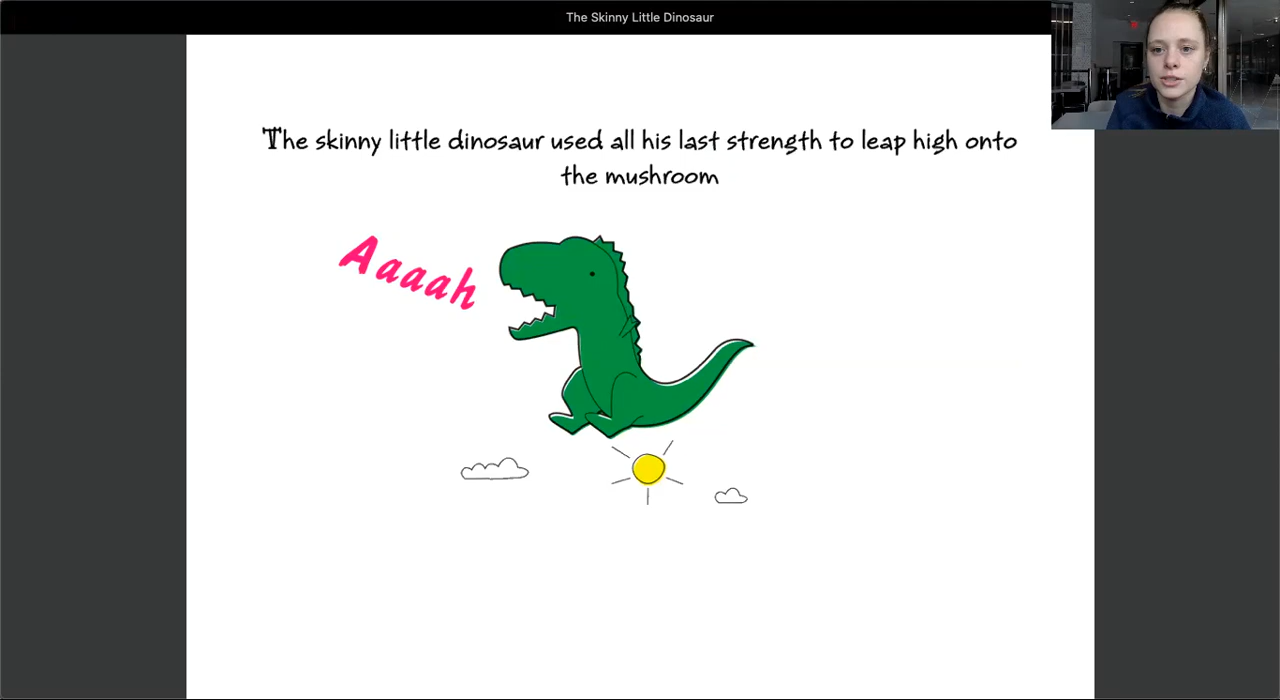 The Skinny Little Dinosaur
The skinny little dinosaur used all his last strength to leap high onto
the mushroom
Aaaah